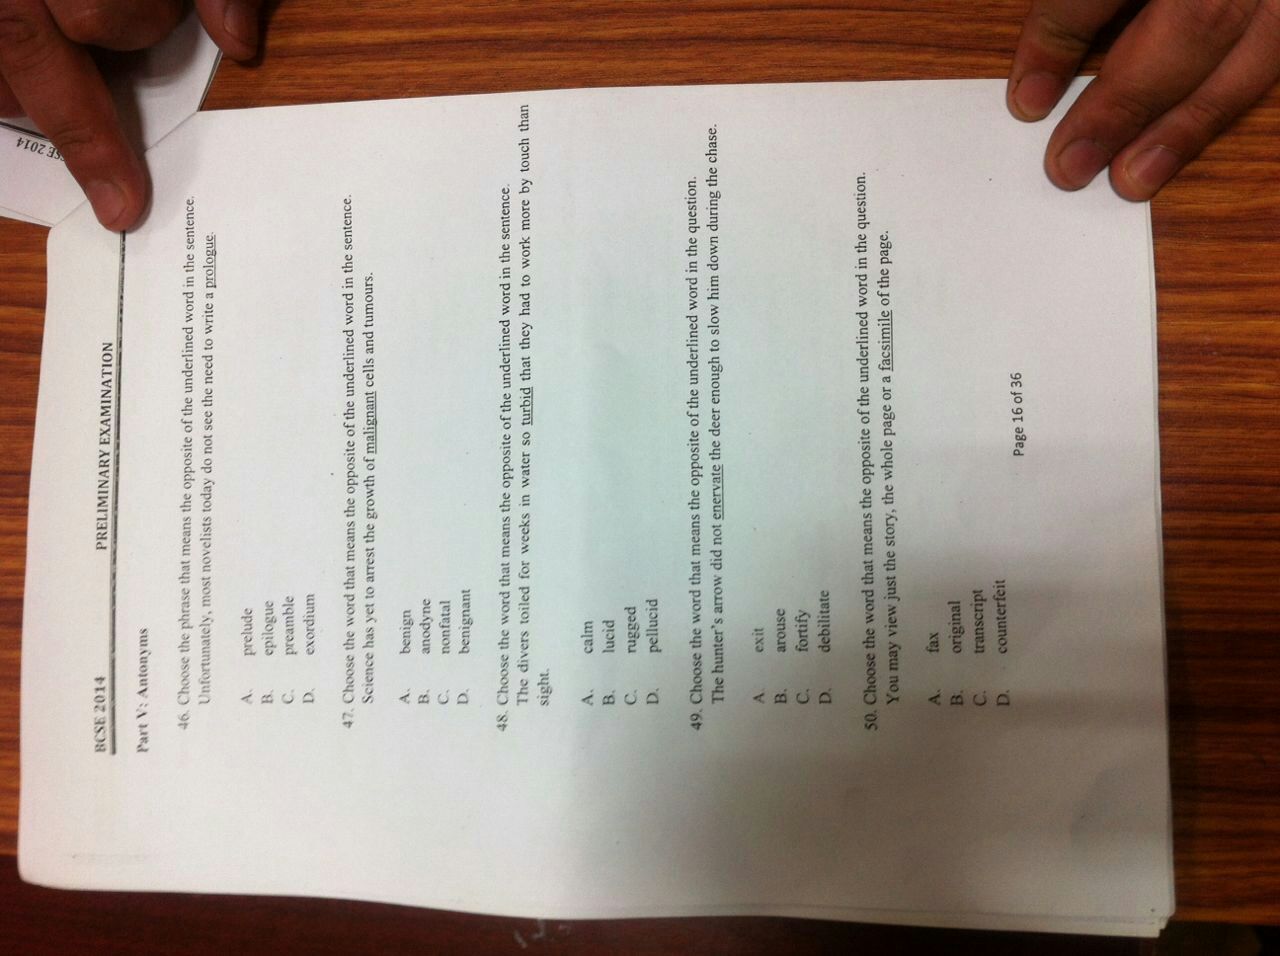 BCSE 2014 PRELIMINARY EXAMINATION
Part V: Antonyms
46. Choose the phrase that means the opposite of the underlined word in the sentence.
Unfortunately, most novelists today do not see the need to write a prologue.
A. prelude
B. epilogue
C. preamble
D. exordium
47. Choose the word that means the opposite of the underlined word in the sentence.
Science has yet to arrest the growth of malignant cells and tumours.
A. benign
B. anodyne
C. nonfatal
D. benignant
48. Choose the word that means the opposite of the underlined word in the sentence.
The divers toiled for weeks in water so turbid that they had to work more by touch than
sight.
A. calm
B. lucid
C. rugged
D. pellucid
49. Choose the word that means the opposite of the underlined word in the question.
The hunter's arrow did not enervate the deer enough to slow him down during the chase.
A. exit
B. arouse
C. fortify
D. debilitate
50. Choose the word that means the opposite of the underlined word in the question.
You may view just the story, the whole page or a facsimile of the page.
A. fax
B. original
C. transcript
D. counterfeit
Page 16 of 36
2014